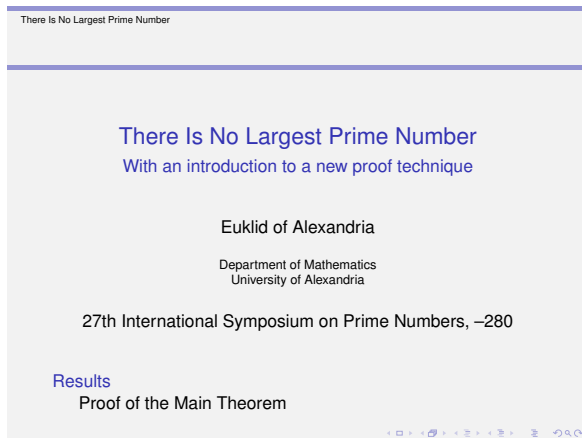 There Is No Largest Prime Number
There Is No Largest Prime Number
With an introduction to a new proof technique
Euklid of Alexandria
Department of Mathematics
University of Alexandria
27th International Symposium on Prime Numbers, –280
Results
Proof of the Main Theorem